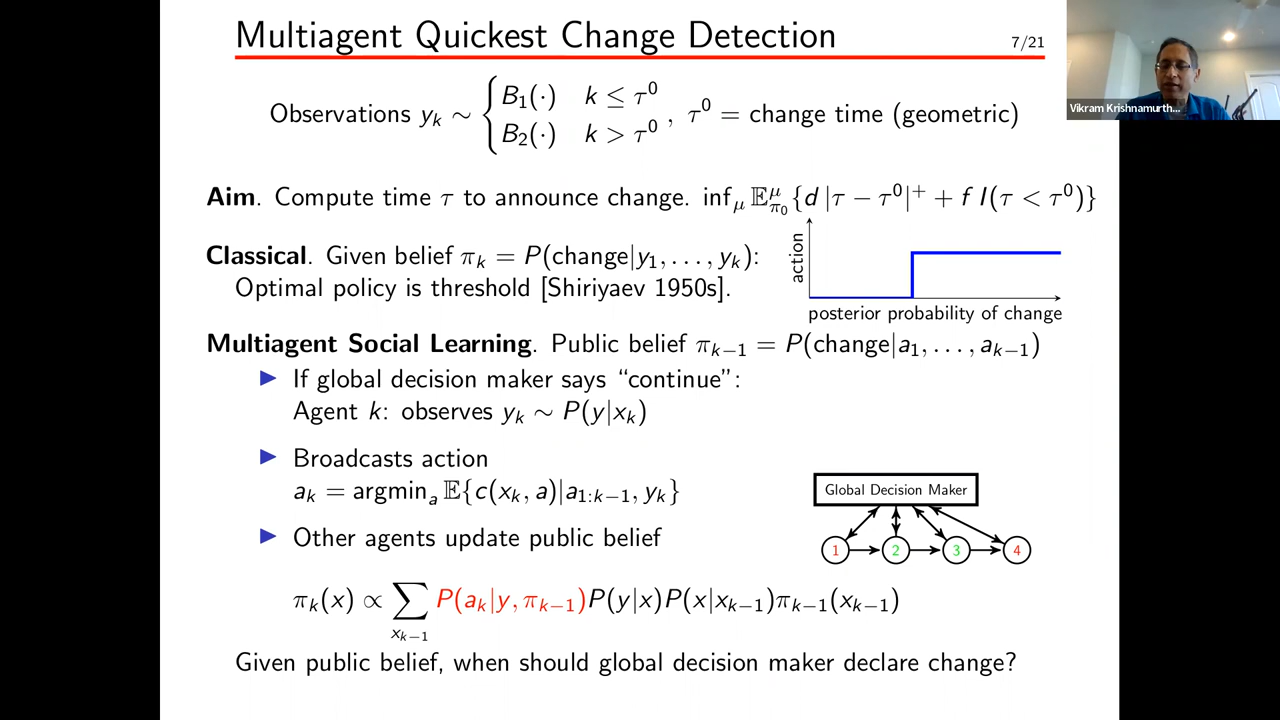 Multiagent Quickest Change Detection
7/21
Vikram Krishnamurth...
Observations y_k ∼ { B_1(·) k ≤ τ^0
B_2(·) k > τ^0 , τ^0 = change time (geometric)
Aim. Compute time τ to announce change. inf_μ 𝔼^μ_{π_0}{d |τ − τ^0|^+ + f I(τ < τ^0)}
Classical. Given belief π_k = P(change|y_1, . . . , y_k):
Optimal policy is threshold [Shiriyaev 1950s].
action
posterior probability of change
Multiagent Social Learning. Public belief π_{k−1} = P(change|a_1, . . . , a_{k−1})
▶ If global decision maker says “continue”:
Agent k: observes y_k ∼ P(y|x_k)
▶ Broadcasts action
a_k = argmin_a 𝔼{c(x_k, a)|a_{1:k−1}, y_k}
▶ Other agents update public belief
Global Decision Maker
1 2 3 4
π_k(x) ∝ ∑_{x_{k−1}} P(a_k|y, π_{k−1})P(y|x)P(x|x_{k−1})π_{k−1}(x_{k−1})
Given public belief, when should global decision maker declare change?